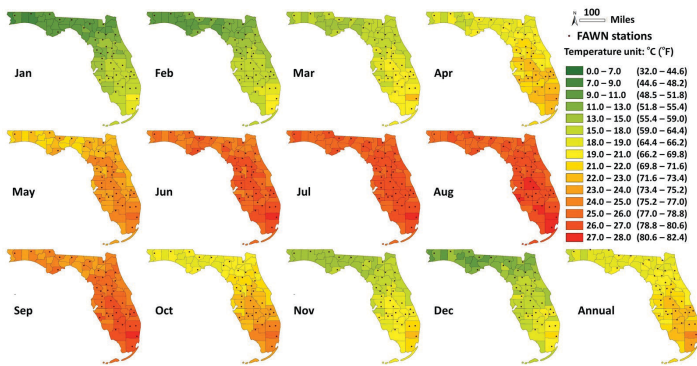 N 100 Miles
· FAWN stations
Temperature unit: °C (°F)
0.0 – 7.0 (32.0 – 44.6)
7.0 – 9.0 (44.6 – 48.2)
9.0 – 11.0 (48.5 – 51.8)
11.0 – 13.0 (51.8 – 55.4)
13.0 – 15.0 (55.4 – 59.0)
15.0 – 18.0 (59.0 – 64.4)
18.0 – 19.0 (64.4 – 66.2)
19.0 – 21.0 (66.2 – 69.8)
21.0 – 22.0 (69.8 – 71.6)
22.0 – 23.0 (71.6 – 73.4)
23.0 – 24.0 (73.4 – 75.2)
24.0 – 25.0 (75.2 – 77.0)
25.0 – 26.0 (77.0 – 78.8)
26.0 – 27.0 (78.8 – 80.6)
27.0 – 28.0 (80.6 – 82.4)
Jan Feb Mar Apr
May Jun Jul Aug
Sep Oct Nov Dec Annual